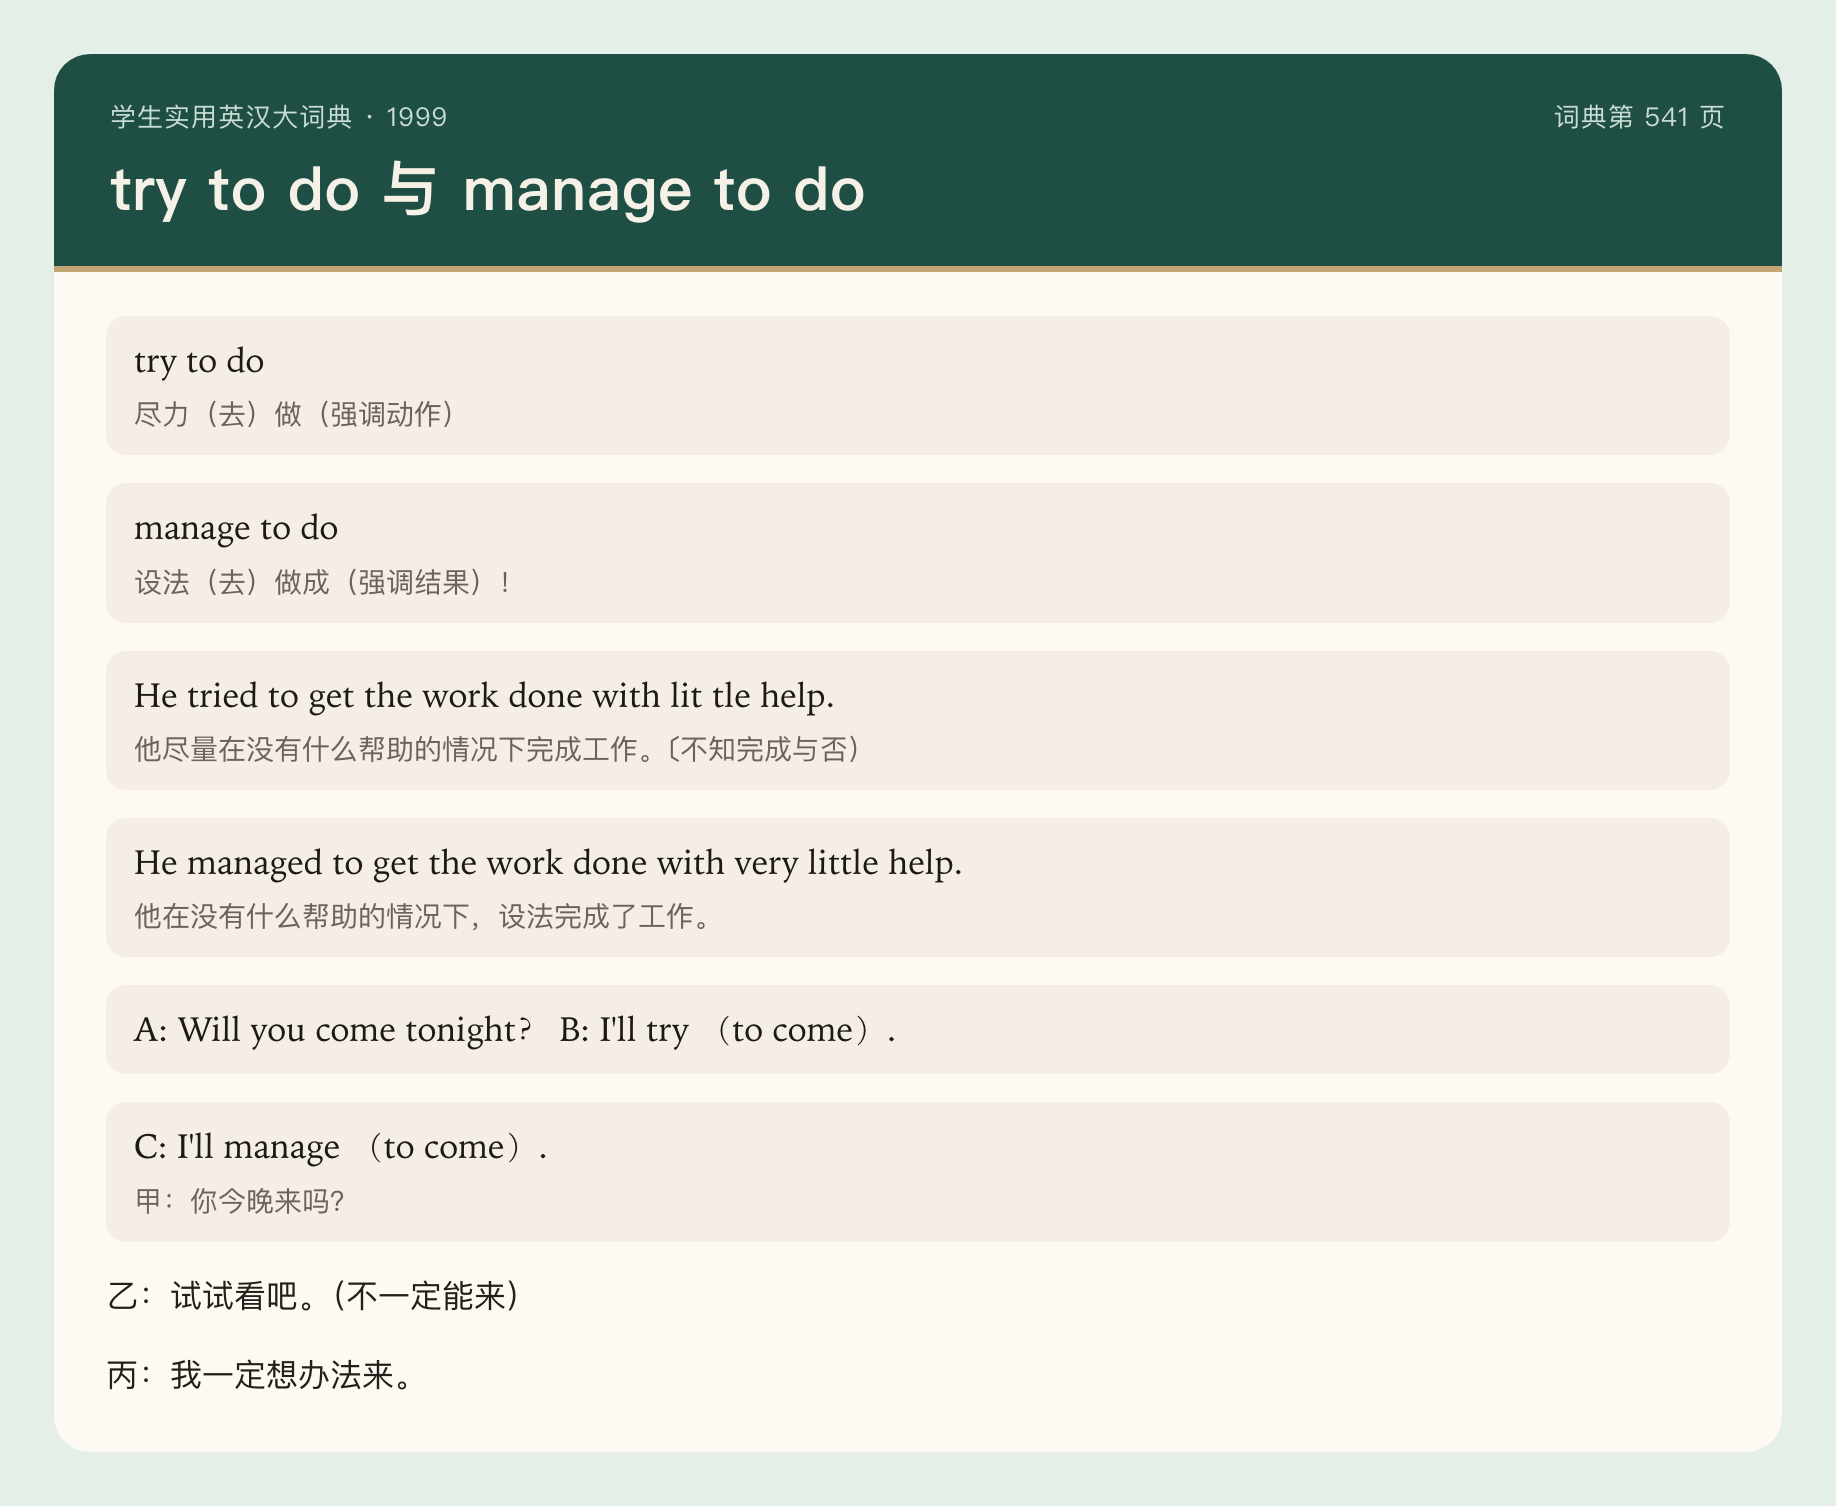 学生实用英汉大词典 · 1999
词典第 541 页
try to do 与 manage to do
try to do
尽力（去）做（强调动作）
manage to do
设法（去）做成（强调结果）！
He tried to get the work done with lit tle help.
他尽量在没有什么帮助的情况下完成工作。〔不知完成与否）
He managed to get the work done with very little help.
他在没有什么帮助的情况下，设法完成了工作。
A: Will you come tonight?   B: I'll try （to come）.
C: I'll manage （to come）.
甲：你今晚来吗?
乙：试试看吧。（不一定能来）
丙：我一定想办法来。